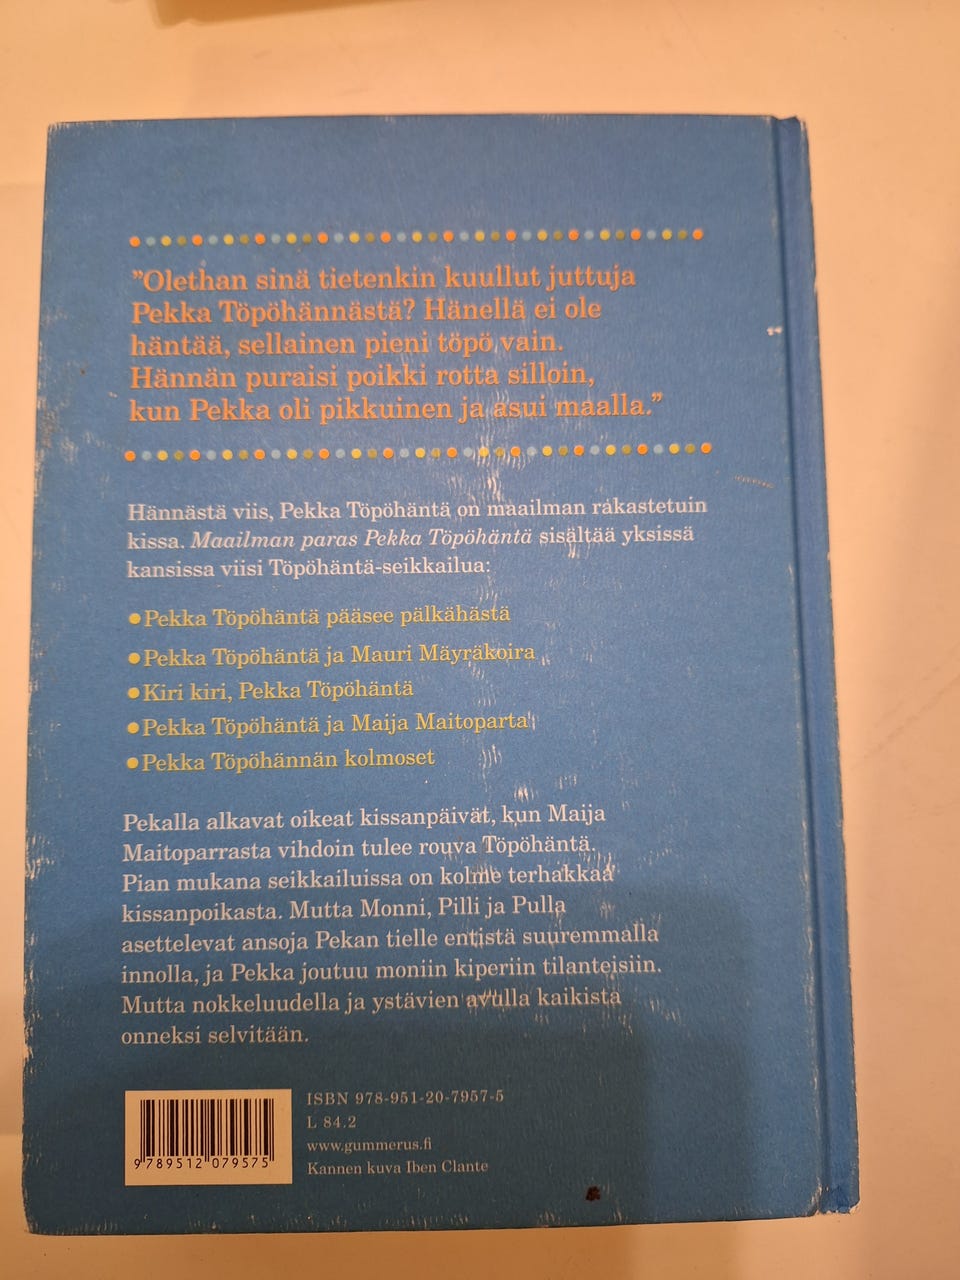 ”Olethan sinä tietenkin kuullut juttuja
Pekka Töpöhännästä? Hänellä ei ole
häntää, sellainen pieni töpö vain.
Hännän puraisi poikki rotta silloin,
kun Pekka oli pikkuinen ja asui maalla.”
Hännästä viis, Pekka Töpöhäntä on maailman rakastetuin
kissa. Maailman paras Pekka Töpöhäntä sisältää yksissä
kansissa viisi Töpöhäntä-seikkailua:
●Pekka Töpöhäntä pääsee pälkähästä
●Pekka Töpöhäntä ja Mauri Mäyräkoira
●Kiri kiri, Pekka Töpöhäntä
●Pekka Töpöhäntä ja Maija Maitoparta
●Pekka Töpöhännän kolmoset
Pekalla alkavat oikeat kissanpäivät, kun Maija
Maitoparrasta vihdoin tulee rouva Töpöhäntä.
Pian mukana seikkailuissa on kolme terhakkaa
kissanpoikasta. Mutta Monni, Pilli ja Pulla
asettelevat ansoja Pekan tielle entistä suuremmalla
innolla, ja Pekka joutuu moniin kiperiin tilanteisiin.
Mutta nokkeluudella ja ystävien avulla kaikista
onneksi selvitään.
ISBN 978-951-20-7957-5
L 84.2
www.gummerus.fi
Kannen kuva Iben Clante
9 789512 079575